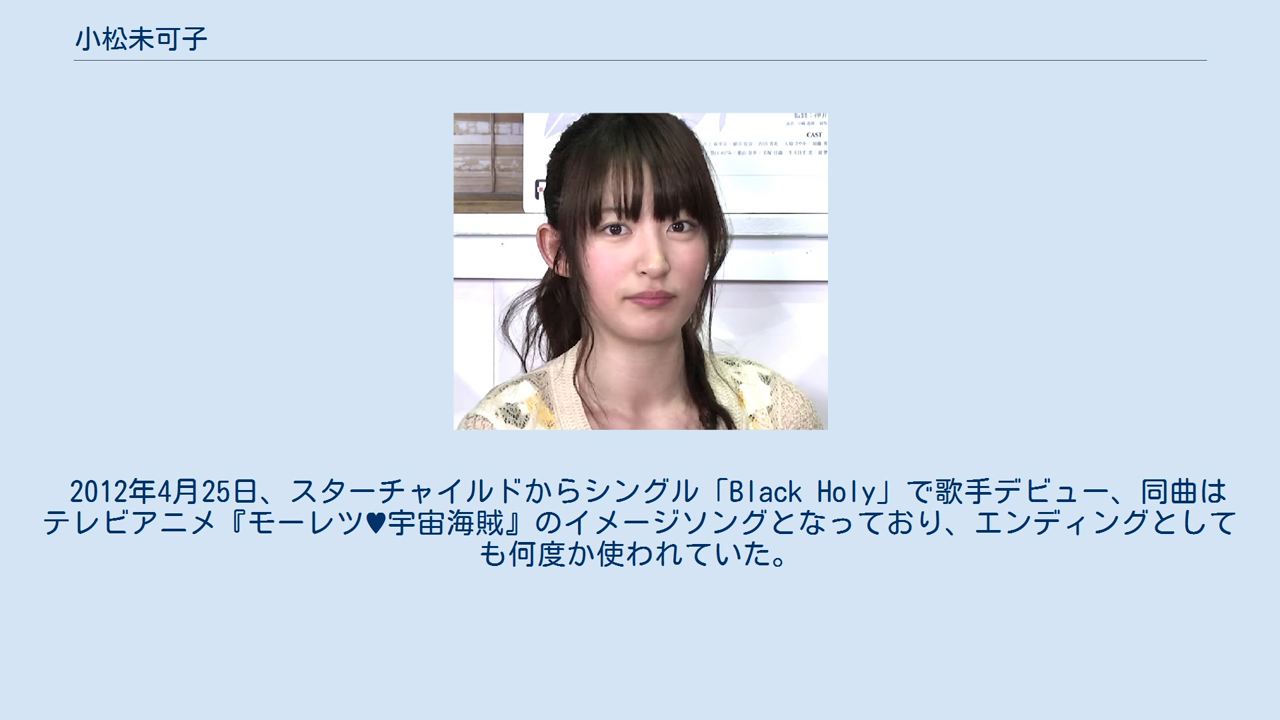 小松未可子
CAST
2012年4月25日、スターチャイルドからシングル「Black Holy」で歌手デビュー、同曲は
テレビアニメ『モーレツ♥宇宙海賊』のイメージソングとなっており、エンディングとして
も何度か使われていた。